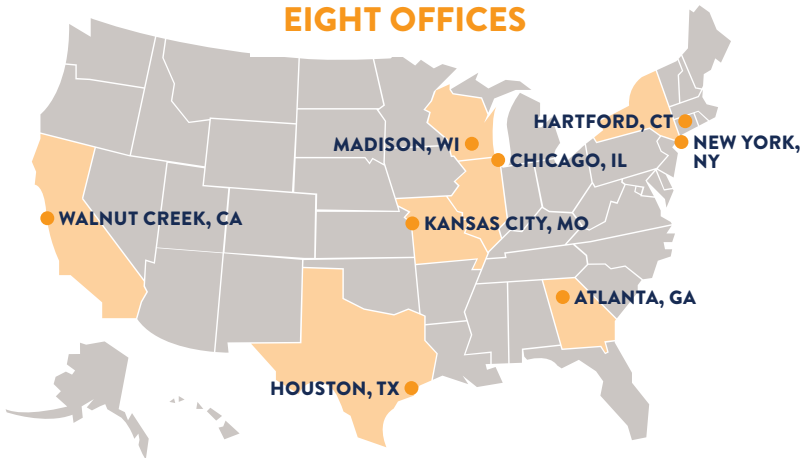 EIGHT OFFICES
HARTFORD, CT
MADISON, WI
NEW YORK,
NY
CHICAGO, IL
WALNUT CREEK, CA
KANSAS CITY, MO
ATLANTA, GA
HOUSTON, TX